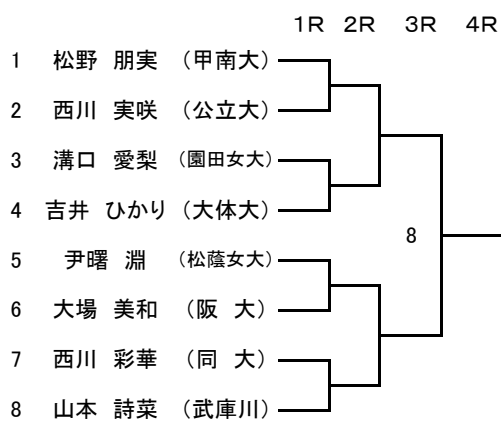 1R 2R 3R 4R
1 松野 朋実 (甲南大)
2 西川 実咲 (公立大)
3 溝口 愛梨 (園田女大)
4 吉井 ひかり (大体大)
8
5 尹曙 淵 (松蔭女大)
6 大場 美和 (阪 大)
7 西川 彩華 (同 大)
8 山本 詩菜 (武庫川)